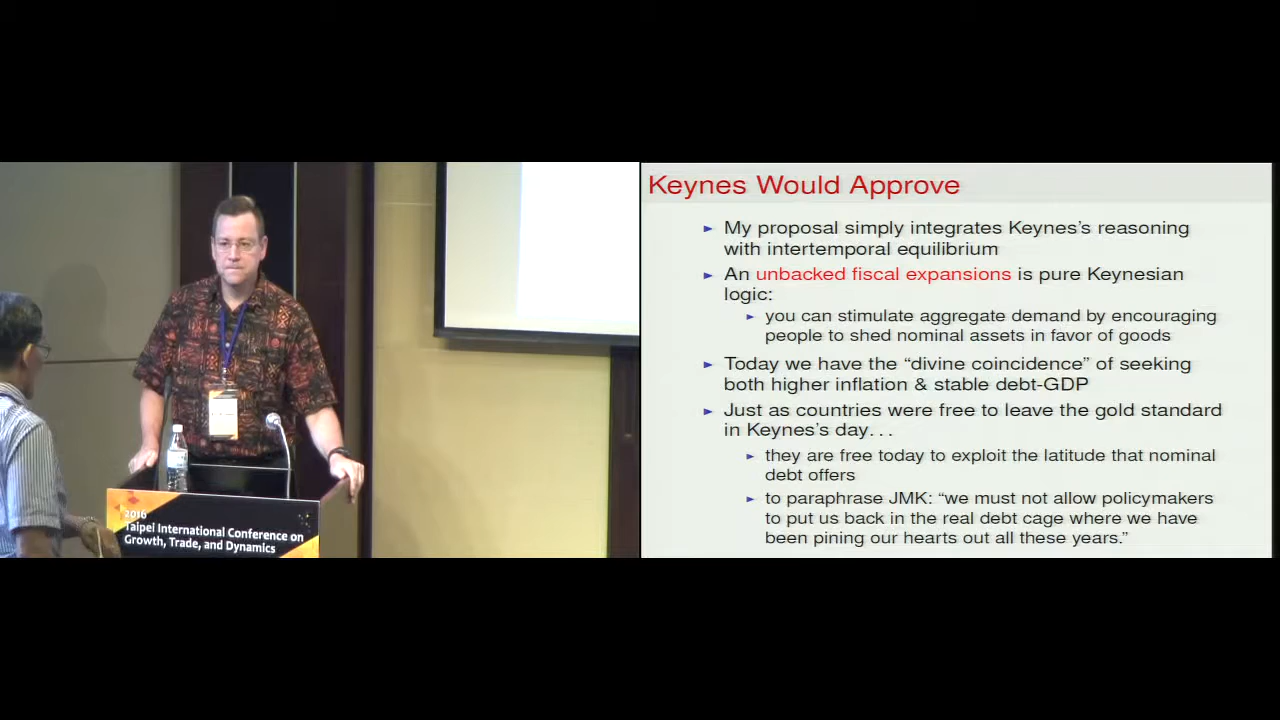 Keynes Would Approve
My proposal simply integrates Keynes's reasoning
with intertemporal equilibrium
An unbacked fiscal expansions is pure Keynesian
logic:
you can stimulate aggregate demand by encouraging
people to shed nominal assets in favor of goods
Today we have the “divine coincidence” of seeking
both higher inflation & stable debt-GDP
Just as countries were free to leave the gold standard
in Keynes's day...
they are free today to exploit the latitude that nominal
debt offers
to paraphrase JMK: “we must not allow policymakers
to put us back in the real debt cage where we have
been pining our hearts out all these years.”
2016
Taipei International Conference on
Growth, Trade, and Dynamics